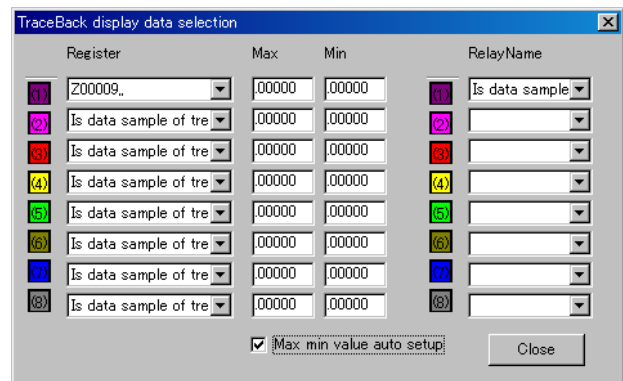 TraceBack display data selection
Register Max Min RelayName
(1) Z00009,, .00000 .00000 (1) Is data sample
(2) Is data sample of tre .00000 .00000 (2)
(3) Is data sample of tre .00000 .00000 (3)
(4) Is data sample of tre .00000 .00000 (4)
(5) Is data sample of tre .00000 .00000 (5)
(6) Is data sample of tre .00000 .00000 (6)
(7) Is data sample of tre .00000 .00000 (7)
(8) Is data sample of tre .00000 .00000 (8)
Max min value auto setup
Close